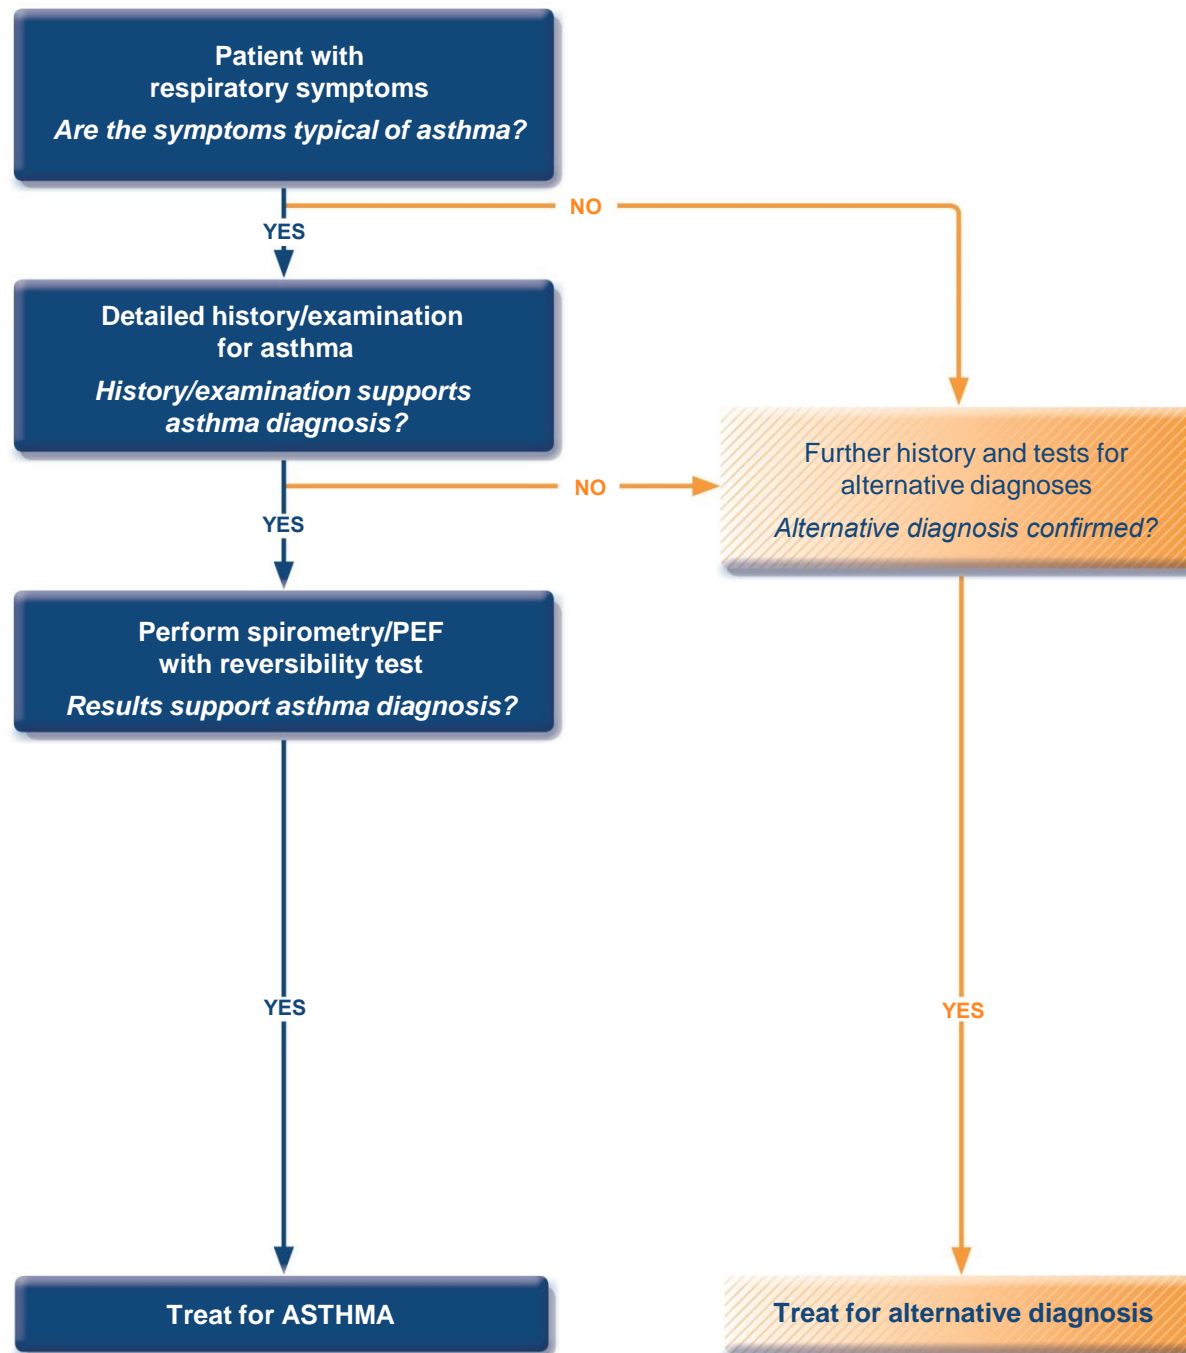 Patient with
respiratory symptoms
Are the symptoms typical of asthma?
NO
YES
Detailed history/examination
for asthma
History/examination supports
asthma diagnosis?
Further history and tests for
alternative diagnoses
Alternative diagnosis confirmed?
NO
YES
Perform spirometry/PEF
with reversibility test
Results support asthma diagnosis?
YES
YES
Treat for ASTHMA
Treat for alternative diagnosis